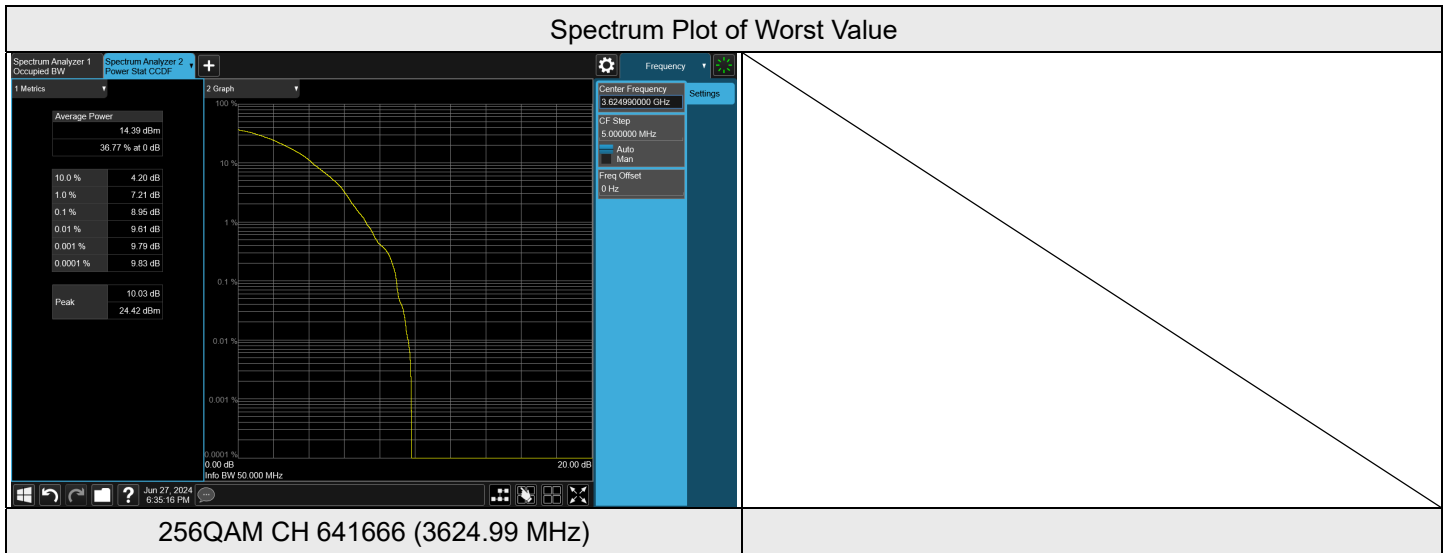 Spectrum Plot of Worst Value
Spectrum Analyzer 1
Occupied BW
Spectrum Analyzer 2
Power Stat CCDF
Frequency
1 Metrics
2 Graph
Center Frequency
3.624990000 GHz
Settings
CF Step
5.000000 MHz
Auto
Man
Freq Offset
0 Hz
Average Power
14.39 dBm
36.77 % at 0 dB
10.0 % 4.20 dB
1.0 % 7.21 dB
0.1 % 8.95 dB
0.01 % 9.61 dB
0.001 % 9.79 dB
0.0001 % 9.83 dB
Peak 10.03 dB
24.42 dBm
100 %
10 %
1 %
0.1 %
0.01 %
0.001 %
0.0001 %
0.00 dB 20.00 dB
Info BW 50.000 MHz
Jun 27, 2024
6:35:16 PM
256QAM CH 641666 (3624.99 MHz)